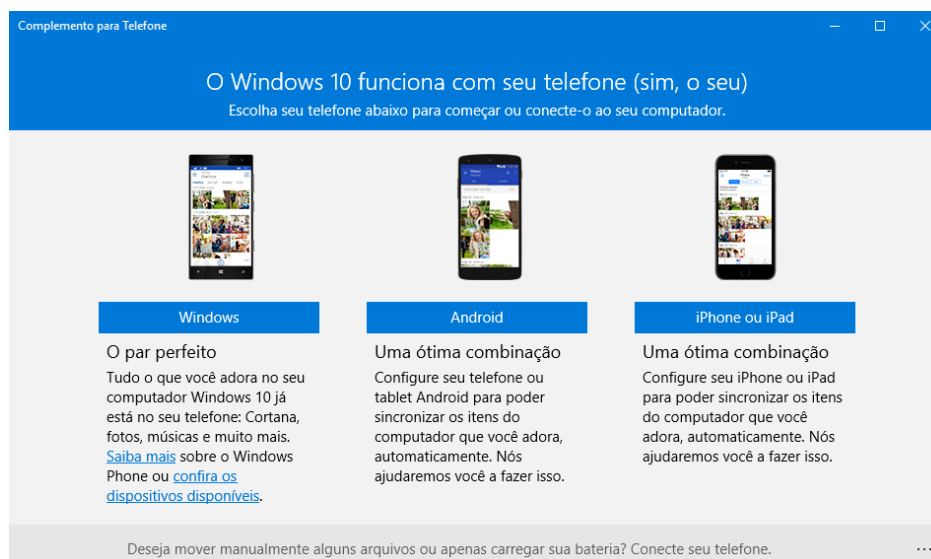 Complemento para Telefone
O Windows 10 funciona com seu telefone (sim, o seu)
Escolha seu telefone abaixo para começar ou conecte-o ao seu computador.
Windows
O par perfeito
Tudo o que você adora no seu
computador Windows 10 já
está no seu telefone: Cortana,
fotos, músicas e muito mais.
Saiba mais sobre o Windows
Phone ou confira os
dispositivos disponíveis.
Android
Uma ótima combinação
Configure seu telefone ou
tablet Android para poder
sincronizar os itens do
computador que você adora,
automaticamente. Nós
ajudaremos você a fazer isso.
iPhone ou iPad
Uma ótima combinação
Configure seu iPhone ou iPad
para poder sincronizar os itens
do computador que você
adora, automaticamente. Nós
ajudaremos você a fazer isso.
Deseja mover manualmente alguns arquivos ou apenas carregar sua bateria? Conecte seu telefone.